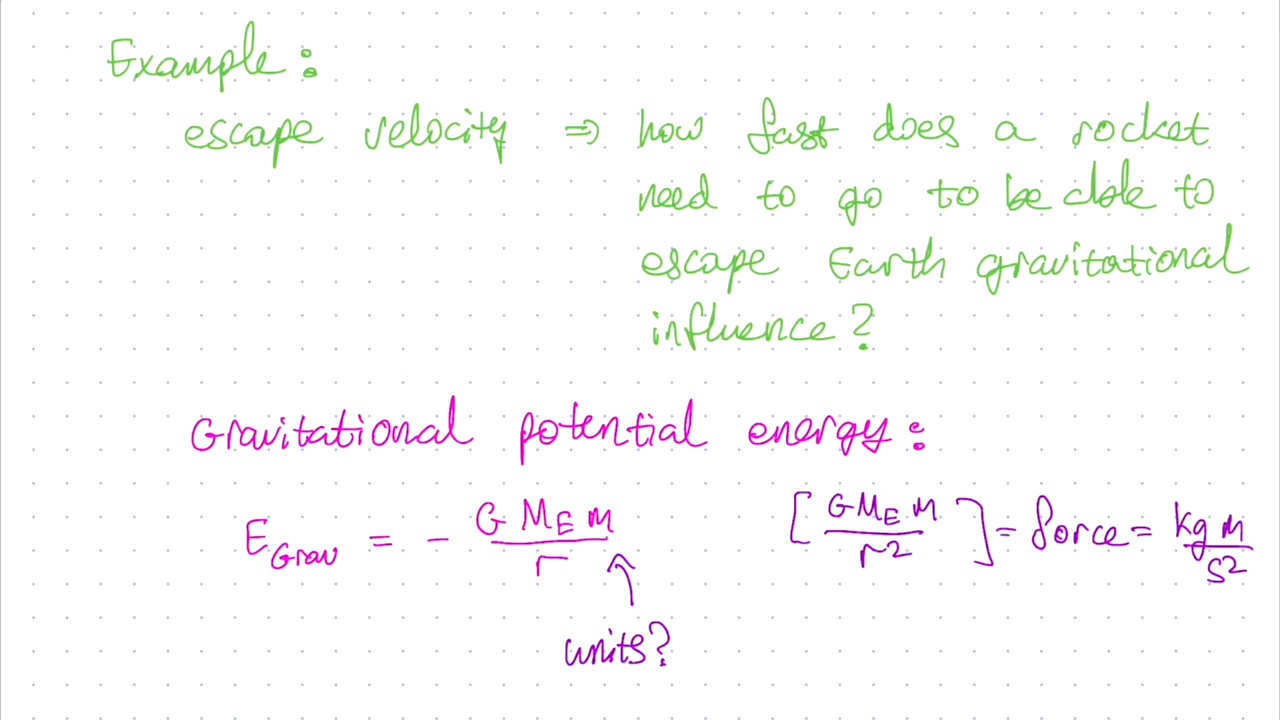 Example:
escape velocity ⇒ how fast does a rocket
need to go to be able to
escape Earth gravitational
influence?
Gravitational potential energy:
E_Grav = - G M_E m / r    [ G M_E m / r² ] = force = kg m / s²
↑
units?